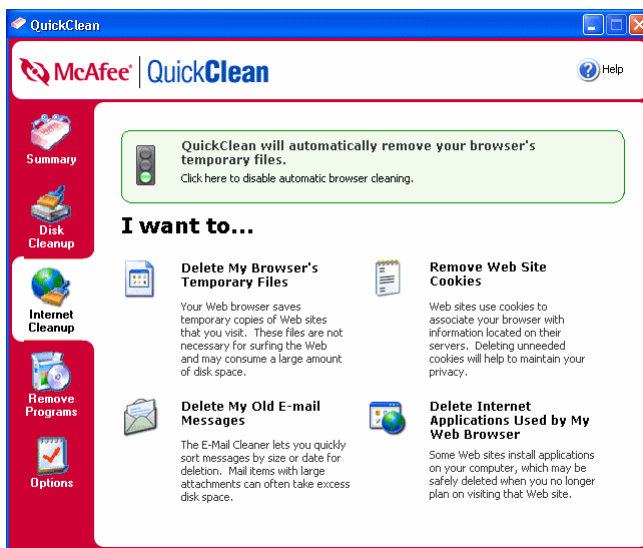 QuickClean
McAfee® QuickClean
Help
Summary
Disk
Cleanup
Internet
Cleanup
Remove
Programs
Options
QuickClean will automatically remove your browser's
temporary files.
Click here to disable automatic browser cleaning.
I want to...
Delete My Browser's
Temporary Files
Your Web browser saves
temporary copies of Web sites
that you visit. These files are not
necessary for surfing the Web
and may consume a large amount
of disk space.
Remove Web Site
Cookies
Web sites use cookies to
associate your browser with
information located on their
servers. Deleting unneeded
cookies will help to maintain your
privacy.
Delete My Old E-mail
Messages
The E-Mail Cleaner lets you quickly
sort messages by size or date for
deletion. Mail items with large
attachments can often take excess
disk space.
Delete Internet
Applications Used by My
Web Browser
Some Web sites install applications
on your computer, which may be
safely deleted when you no longer
plan on visiting that Web site.